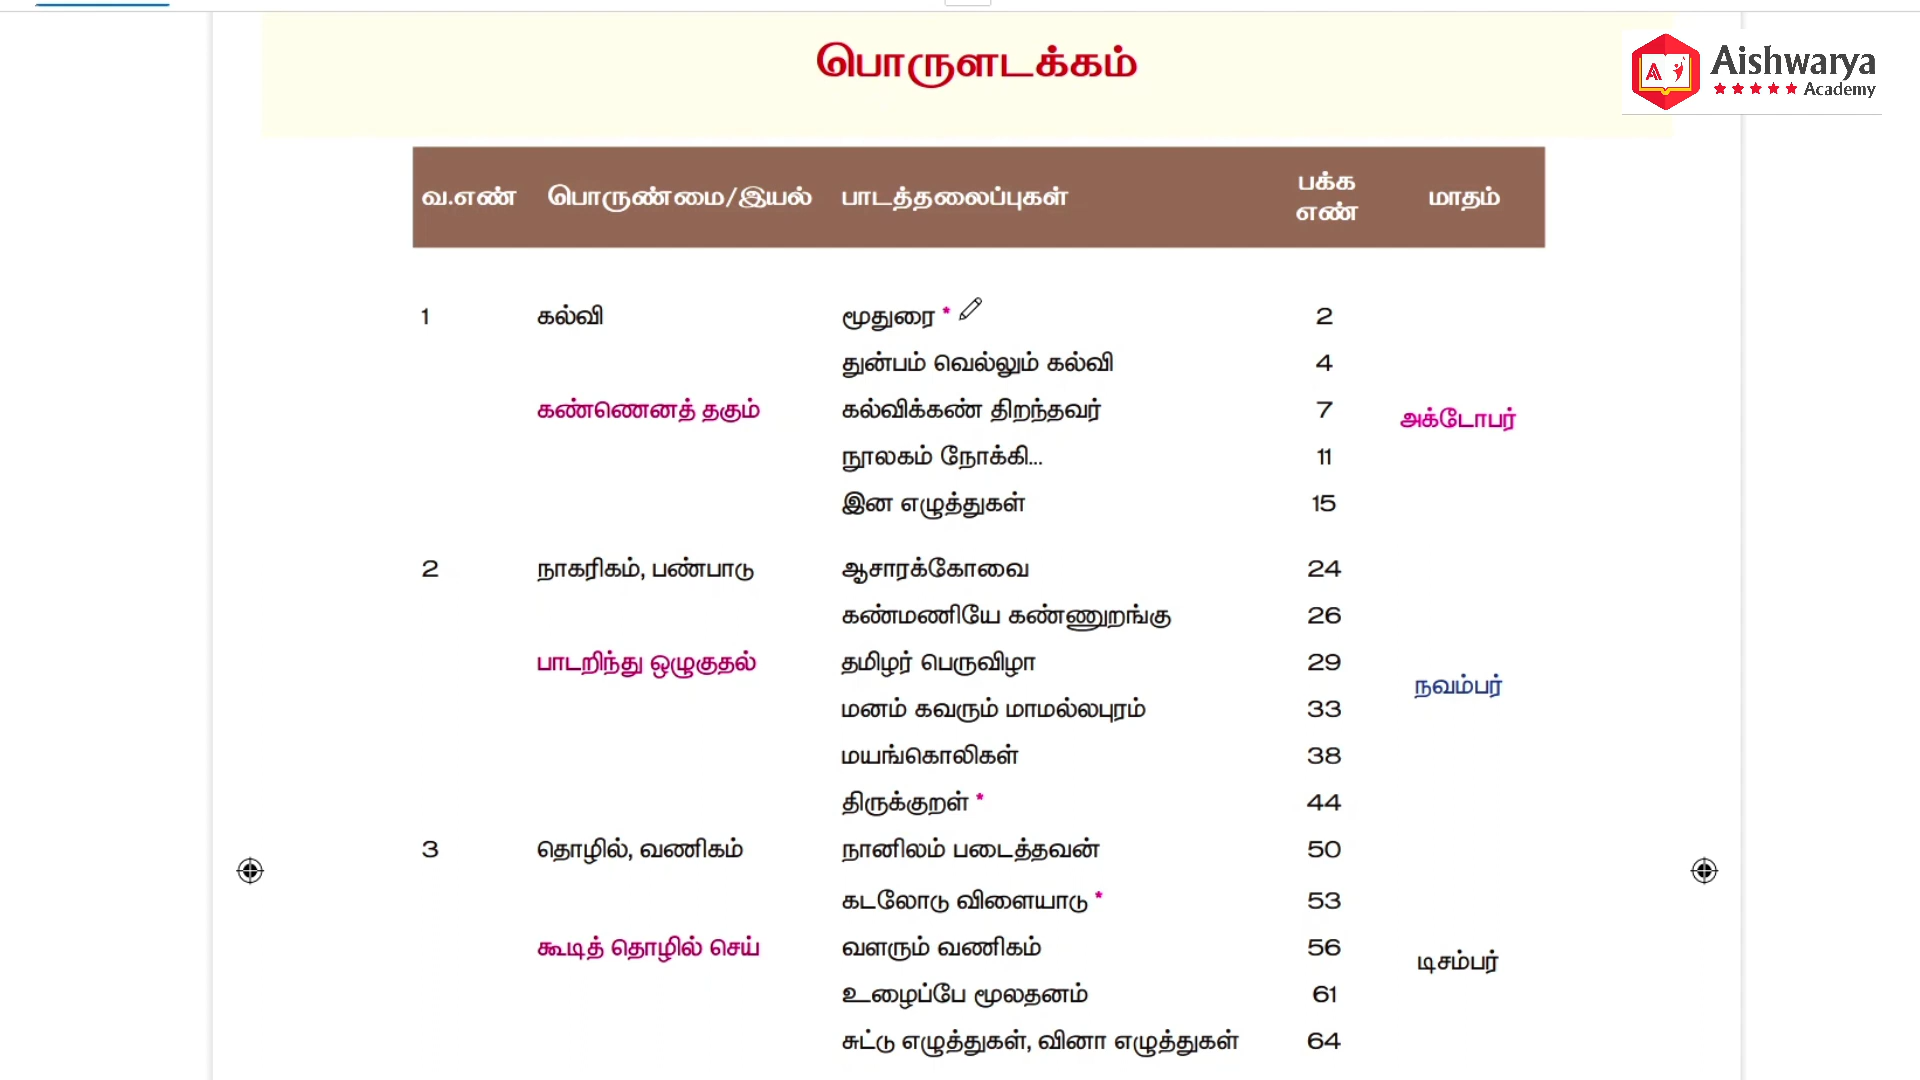 பொருளடக்கம்
Aishwarya
Academy
வ.எண் பொருண்மை/இயல் பாடத்தலைப்புகள் பக்க எண் மாதம்
1 கல்வி மூதுரை * 2
துன்பம் வெல்லும் கல்வி 4
கண்ணெனத் தகும் கல்விக்கண் திறந்தவர் 7 அக்டோபர்
நூலகம் நோக்கி... 11
இன எழுத்துகள் 15
2 நாகரிகம், பண்பாடு ஆசாரக்கோவை 24
கண்மணியே கண்ணுறங்கு 26
பாடறிந்து ஒழுகுதல் தமிழர் பெருவிழா 29 நவம்பர்
மனம் கவரும் மாமல்லபுரம் 33
மயங்கொலிகள் 38
திருக்குறள் * 44
3 தொழில், வணிகம் நானிலம் படைத்தவன் 50
கடலோடு விளையாடு * 53
கூடித் தொழில் செய் வளரும் வணிகம் 56 டிசம்பர்
உழைப்பே மூலதனம் 61
சுட்டு எழுத்துகள், வினா எழுத்துகள் 64